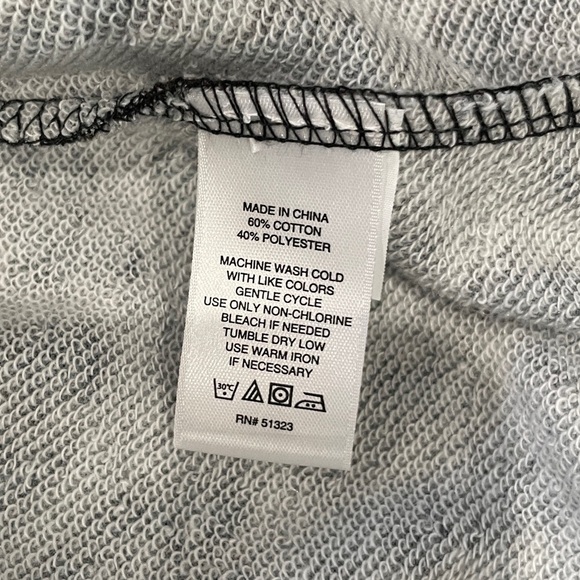 MADE IN CHINA
60% COTTON
40% POLYESTER
MACHINE WASH COLD
WITH LIKE COLORS
GENTLE CYCLE
USE ONLY NON-CHLORINE
BLEACH IF NEEDED
TUMBLE DRY LOW
USE WARM IRON
IF NECESSARY
30°C
RN# 51323